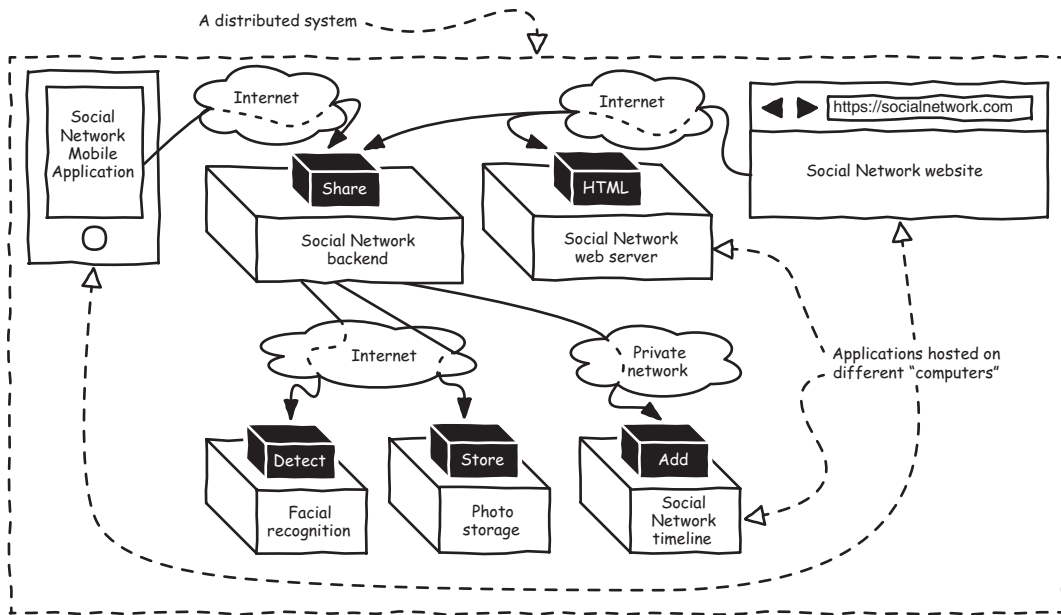 A distributed system
Social
Network
Mobile
Application
Internet
Internet
https://socialnetwork.com
Social Network website
Share
HTML
Social Network
backend
Social Network
web server
Internet
Private
network
Applications hosted on
different “computers”
Detect
Store
Add
Facial
recognition
Photo
storage
Social
Network
timeline